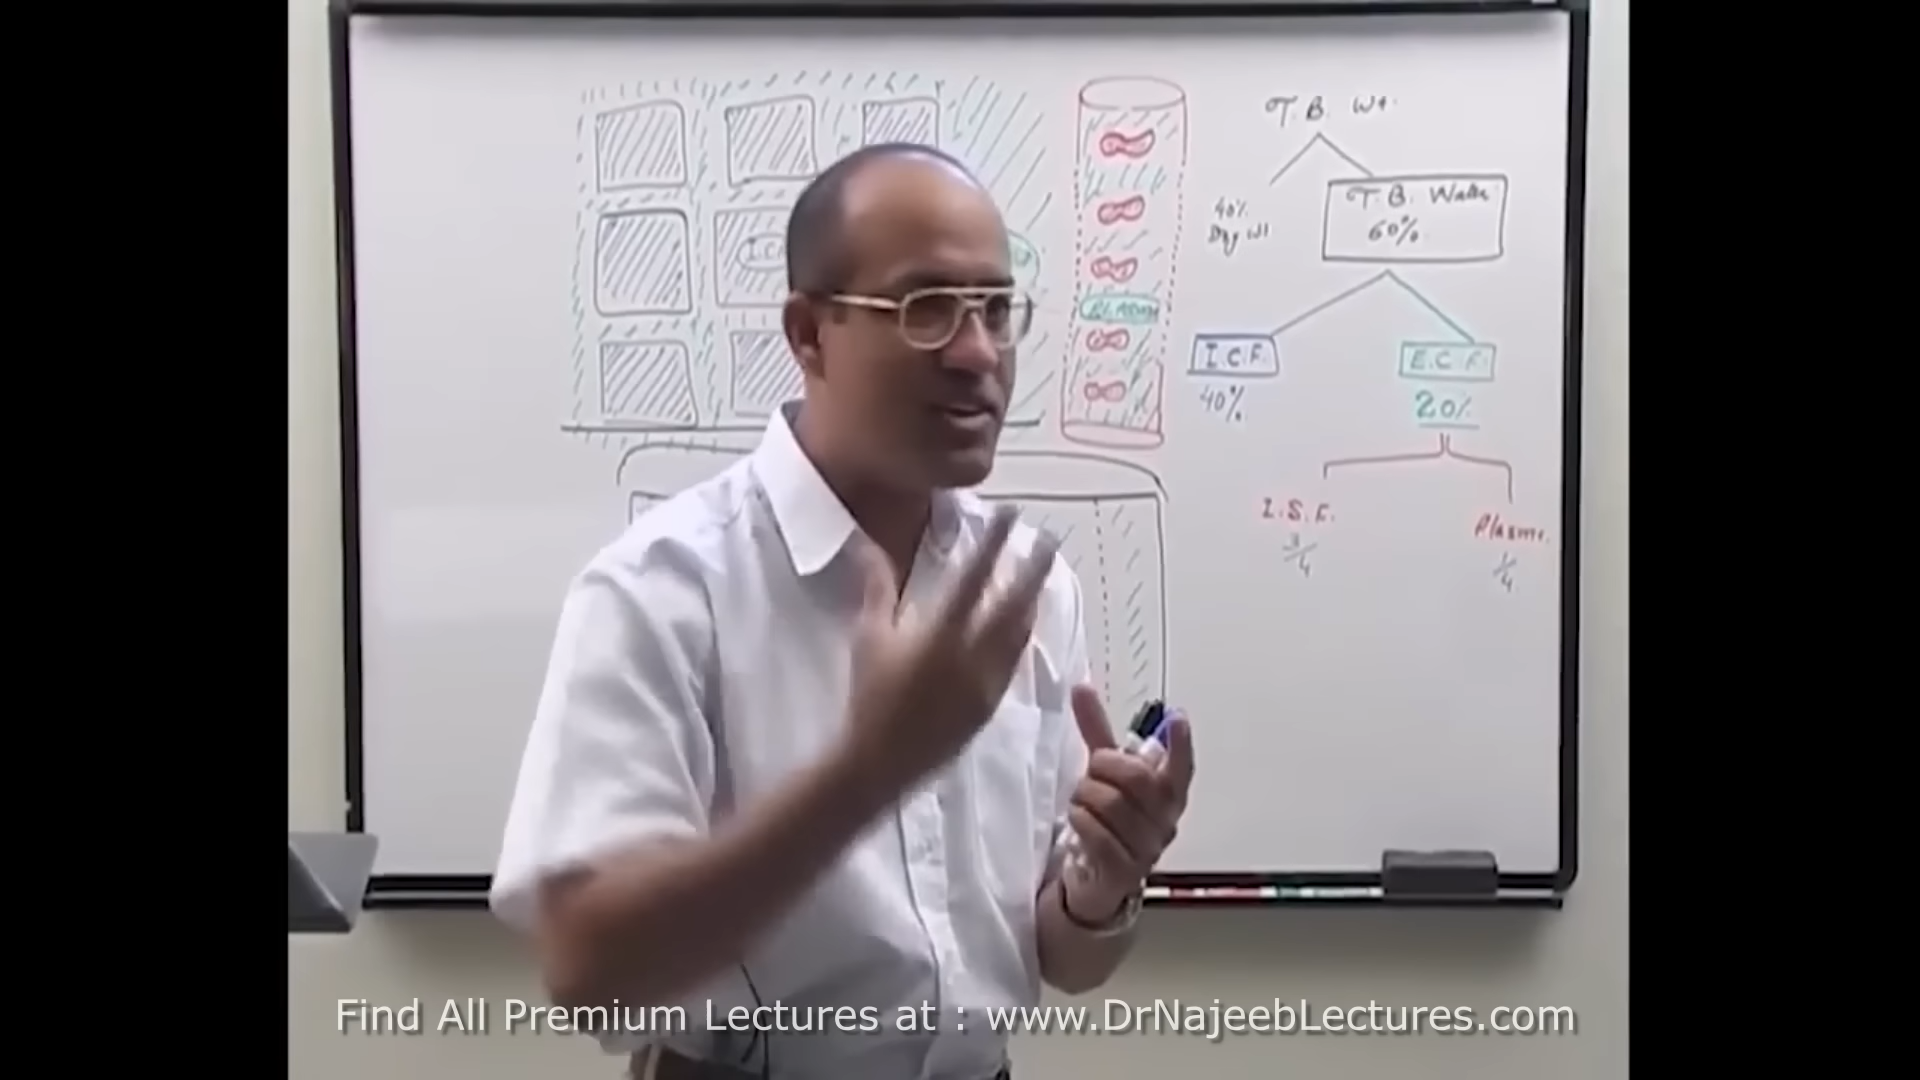 T. B. Wt.
40%
Dry Wt
T. B. Water
60%
I.C.F.
40%
E.C.F.
20%
I.S.F.
3/4
Plasma
1/4
PLASMA
Find All Premium Lectures at : www.DrNajeebLectures.com